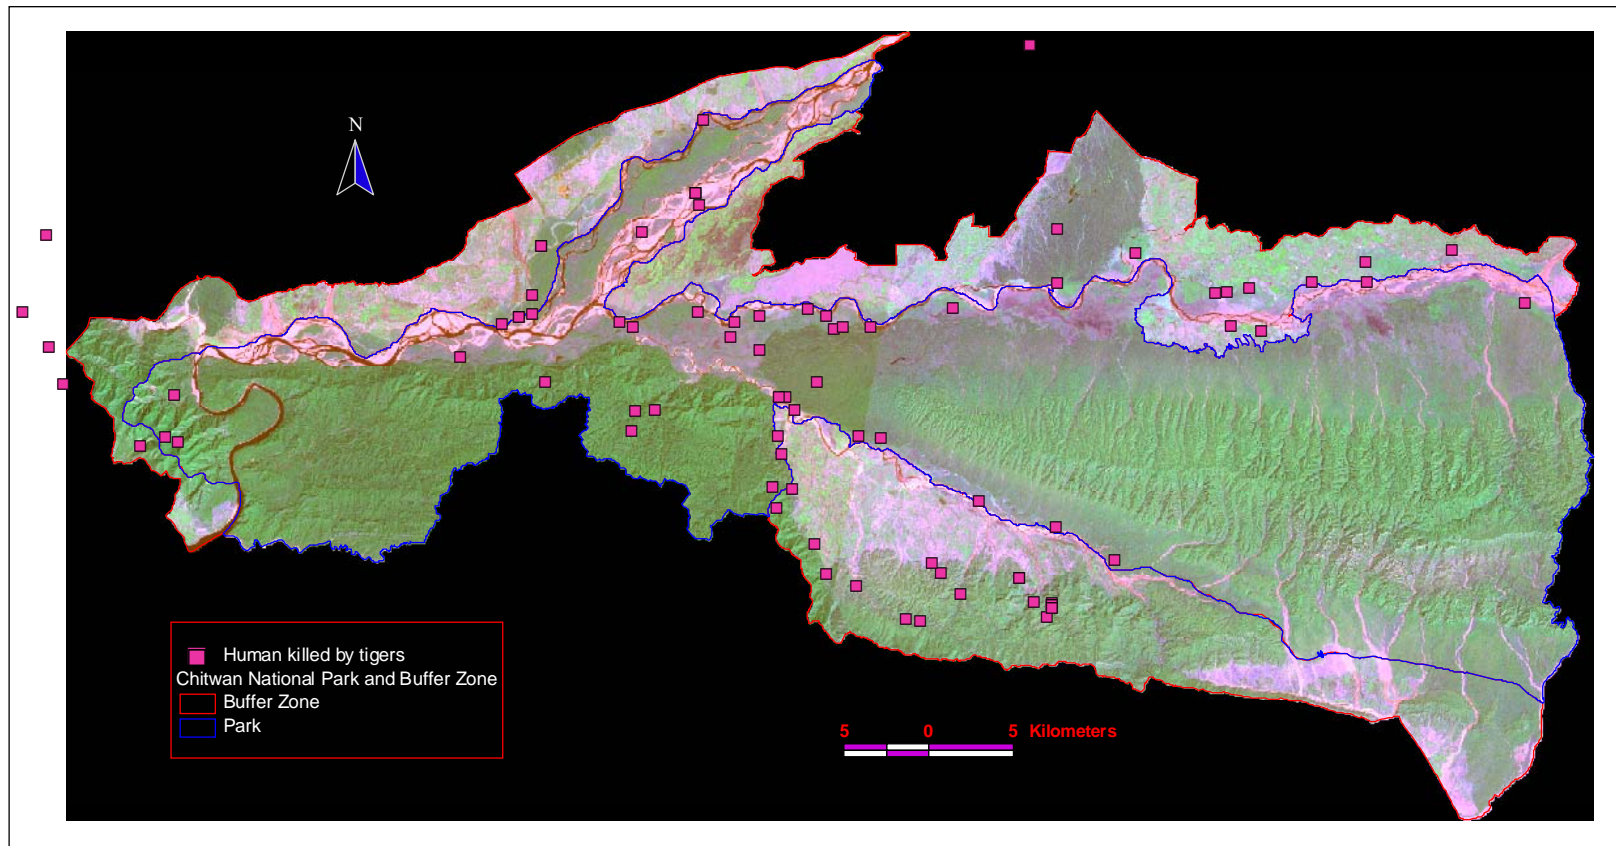 N
Human killed by tigers
Chitwan National Park and Buffer Zone
Buffer Zone
Park
5 0 5 Kilometers